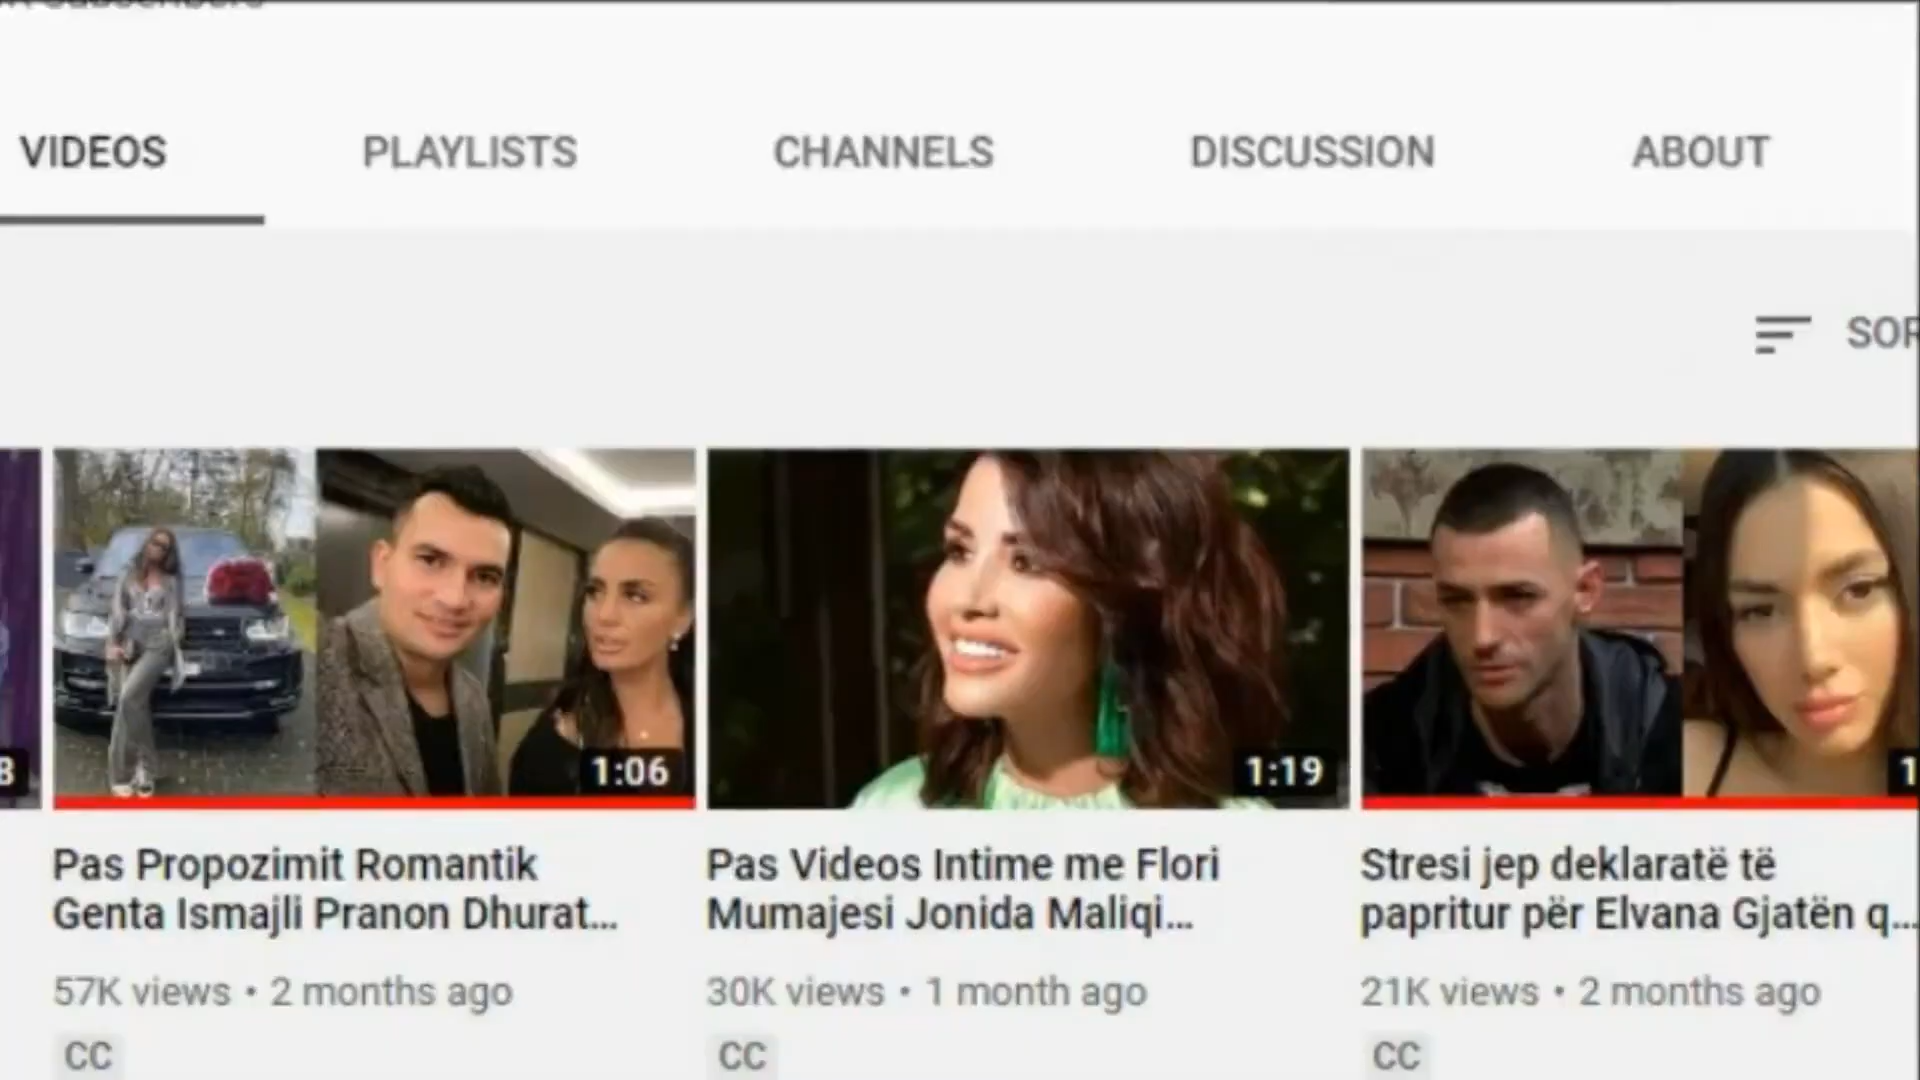 VIDEOS PLAYLISTS CHANNELS DISCUSSION ABOUT
1:06
1:19
Pas Propozimit Romantik
Genta Ismajli Pranon Dhurat...
57K views • 2 months ago
CC
Pas Videos Intime me Flori
Mumajesi Jonida Maliqi...
30K views • 1 month ago
CC
Stresi jep deklaratë të
papritur për Elvana Gjatën q...
21K views • 2 months ago
CC